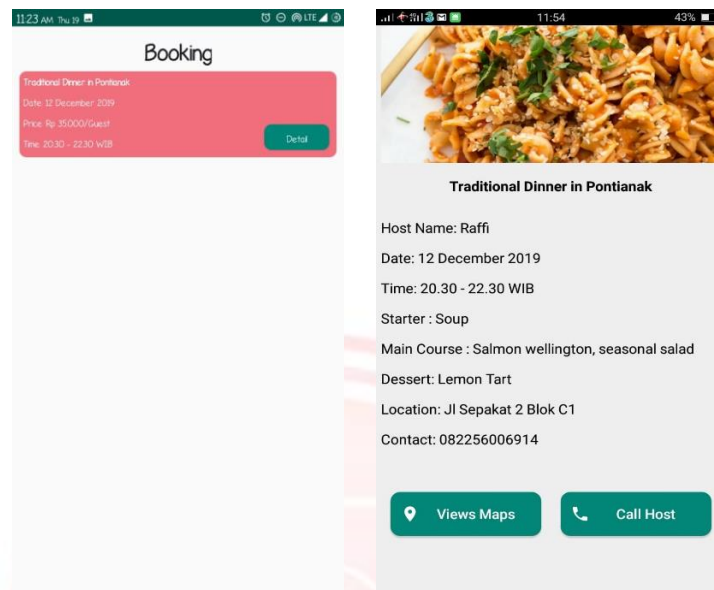 11:23 AM Thu 19
LTE
Booking
Traditional Dinner in Pontianak
Date: 12 December 2019
Price: Rp 35000/Guest
Time: 20.30 - 22.30 WIB
Detail
11:54
43%
Traditional Dinner in Pontianak
Host Name: Raffi
Date: 12 December 2019
Time: 20.30 - 22.30 WIB
Starter : Soup
Main Course : Salmon wellington, seasonal salad
Dessert: Lemon Tart
Location: Jl Sepakat 2 Blok C1
Contact: 082256006914
Views Maps
Call Host